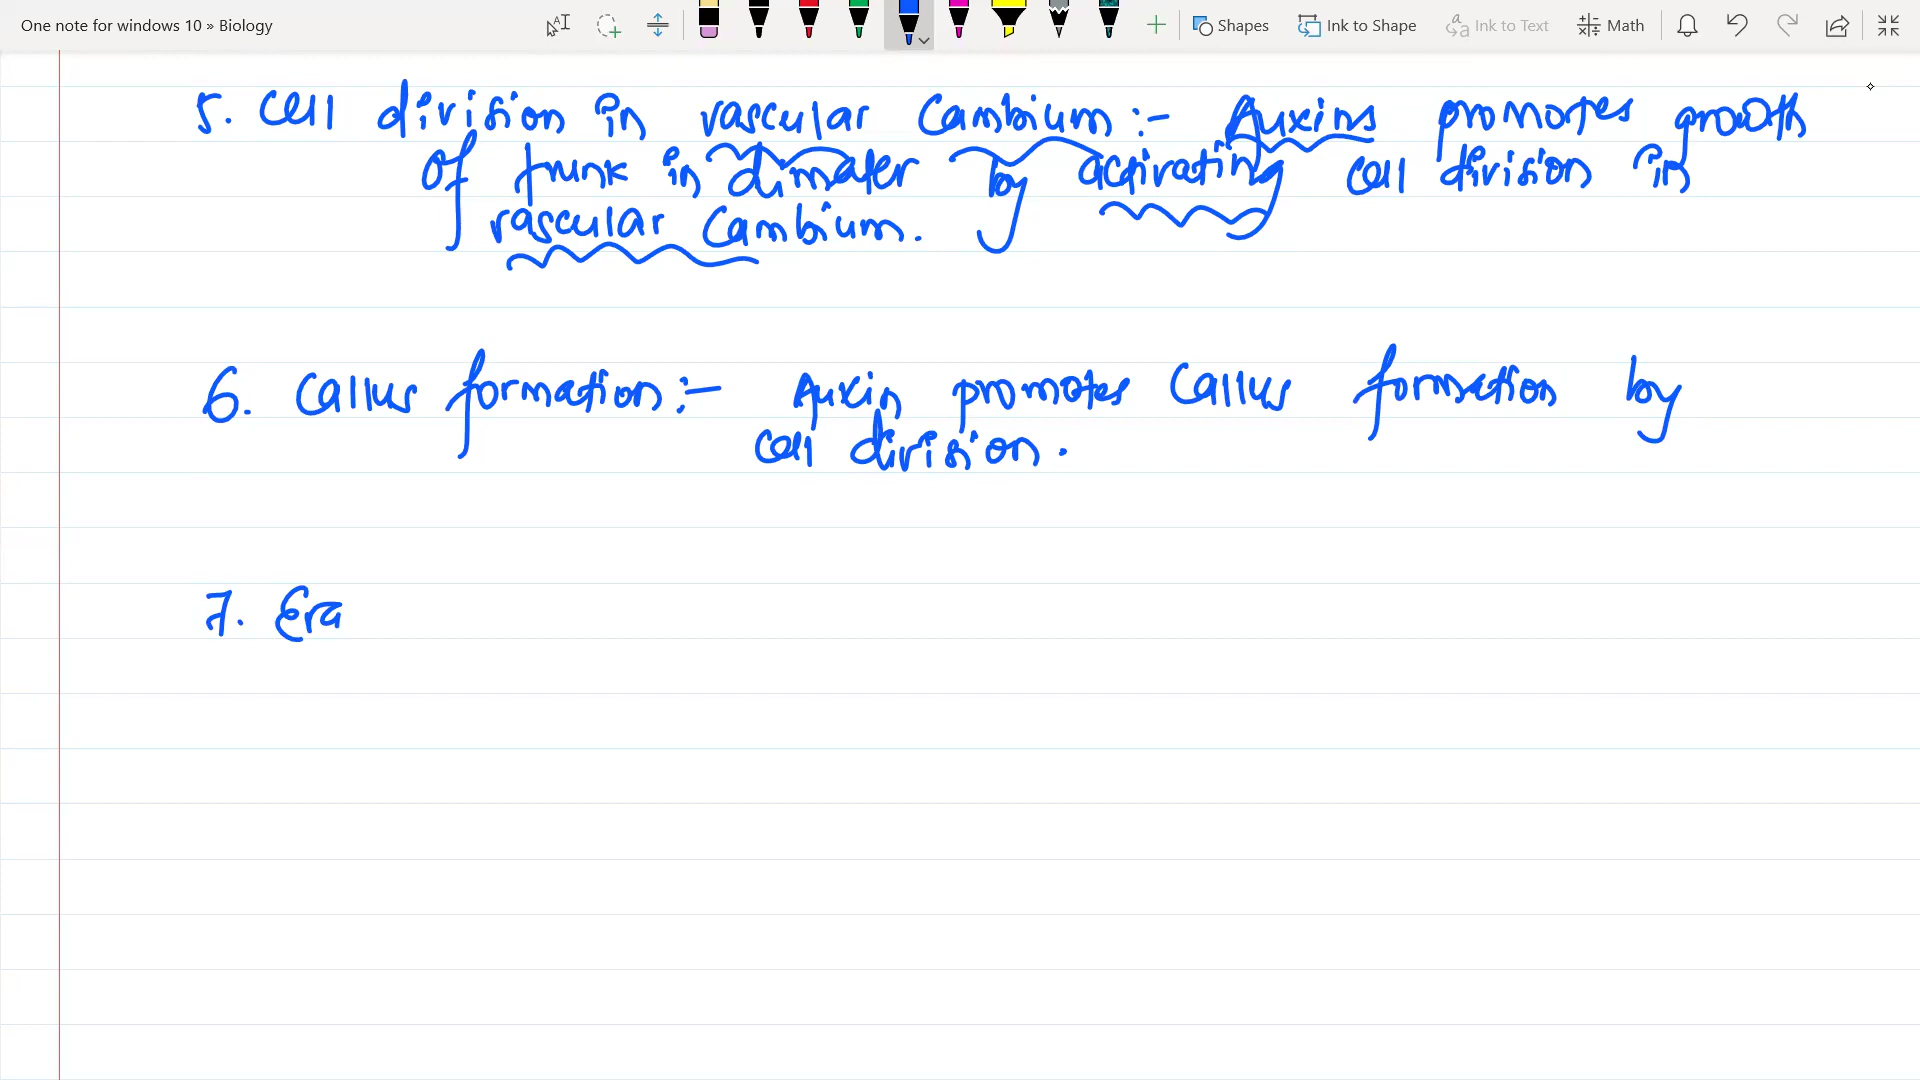 One note for windows 10 » Biology
Shapes Ink to Shape Ink to Text Math
5. Cell division in vascular Cambium :- Auxins promotes growth
of trunk in dimater by activating cell division in
vascular Cambium.
6. Callus formation :- Auxin promotes Callus formation by
cell division.
7. Era